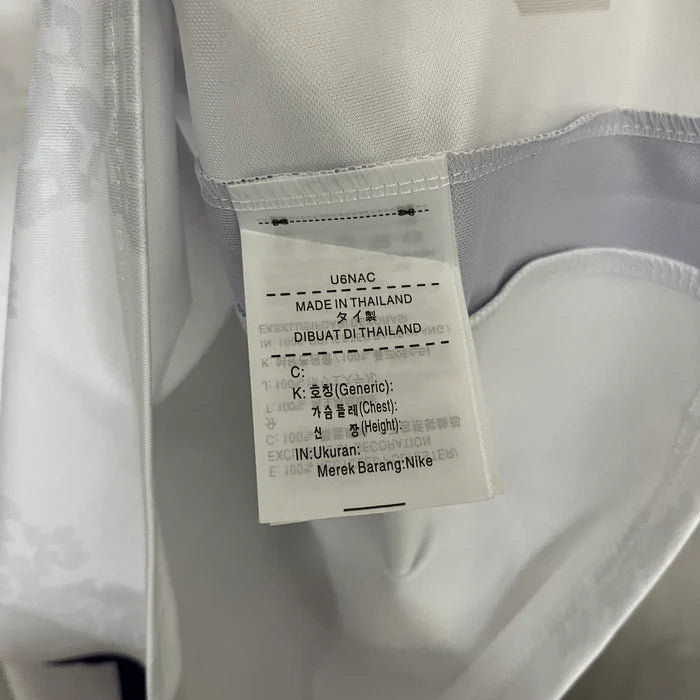 U6NAC
MADE IN THAILAND
タイ製
DIBUAT DI THAILAND
C:
K: 호칭(Generic):
가슴둘레(Chest):
신 장(Height):
IN:Ukuran:
Merek Barang:Nike